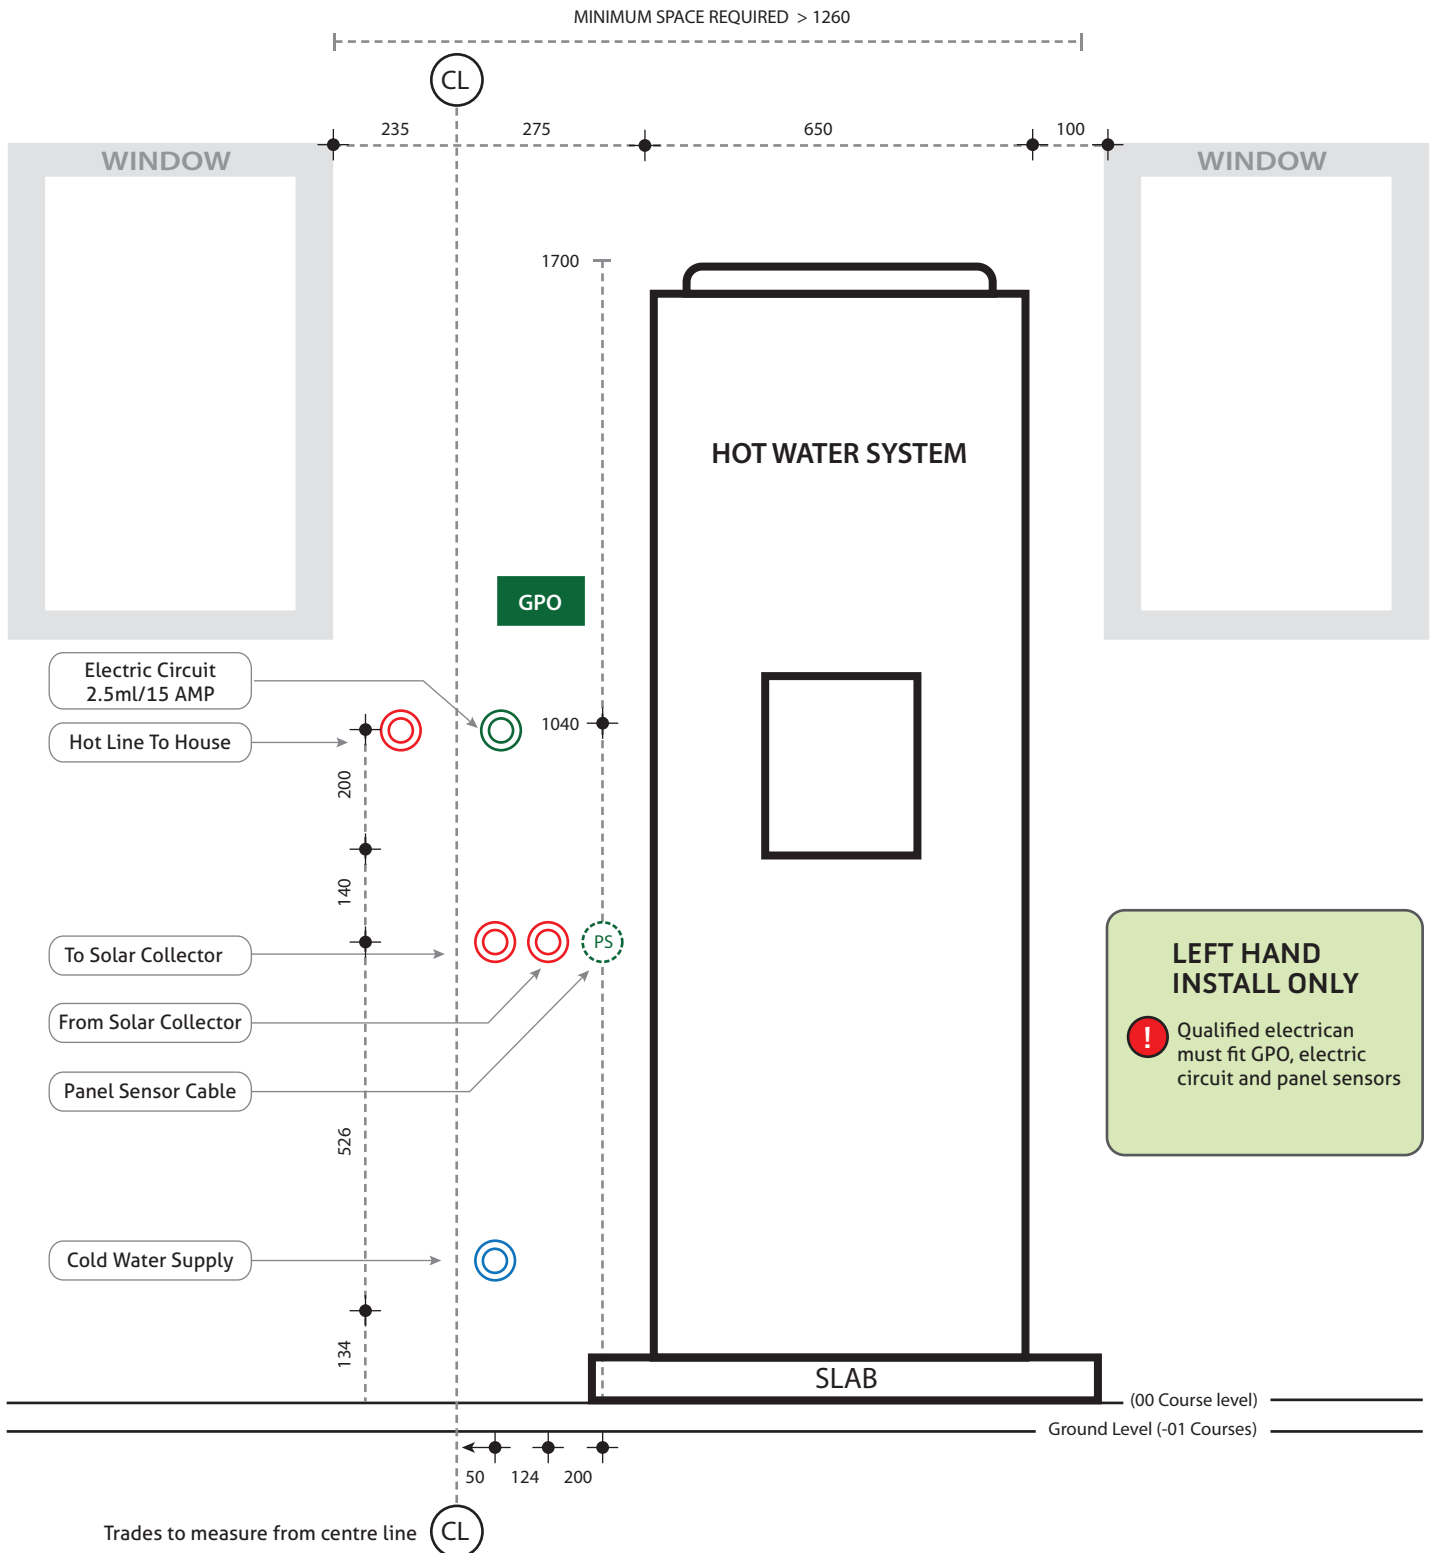 MINIMUM SPACE REQUIRED > 1260
CL
235
275
650
100
WINDOW
WINDOW
1700
HOT WATER SYSTEM
GPO
Electric Circuit
2.5ml/15 AMP
Hot Line To House
1040
200
140
To Solar Collector
PS
From Solar Collector
Panel Sensor Cable
526
LEFT HAND
INSTALL ONLY
!
Qualified electrican
must fit GPO, electric
circuit and panel sensors
Cold Water Supply
134
SLAB
(00 Course level)
Ground Level (-01 Courses)
50
124
200
Trades to measure from centre line
CL